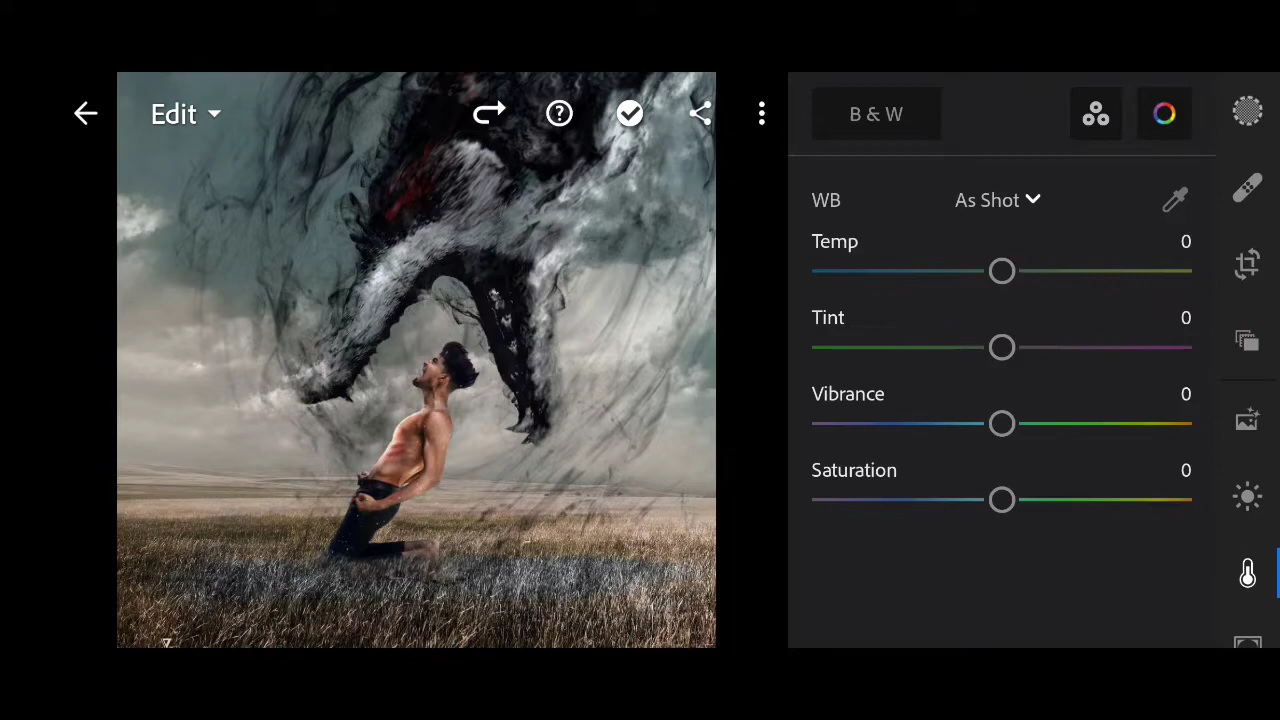 Edit
B & W
WB As Shot
Temp 0
Tint 0
Vibrance 0
Saturation 0